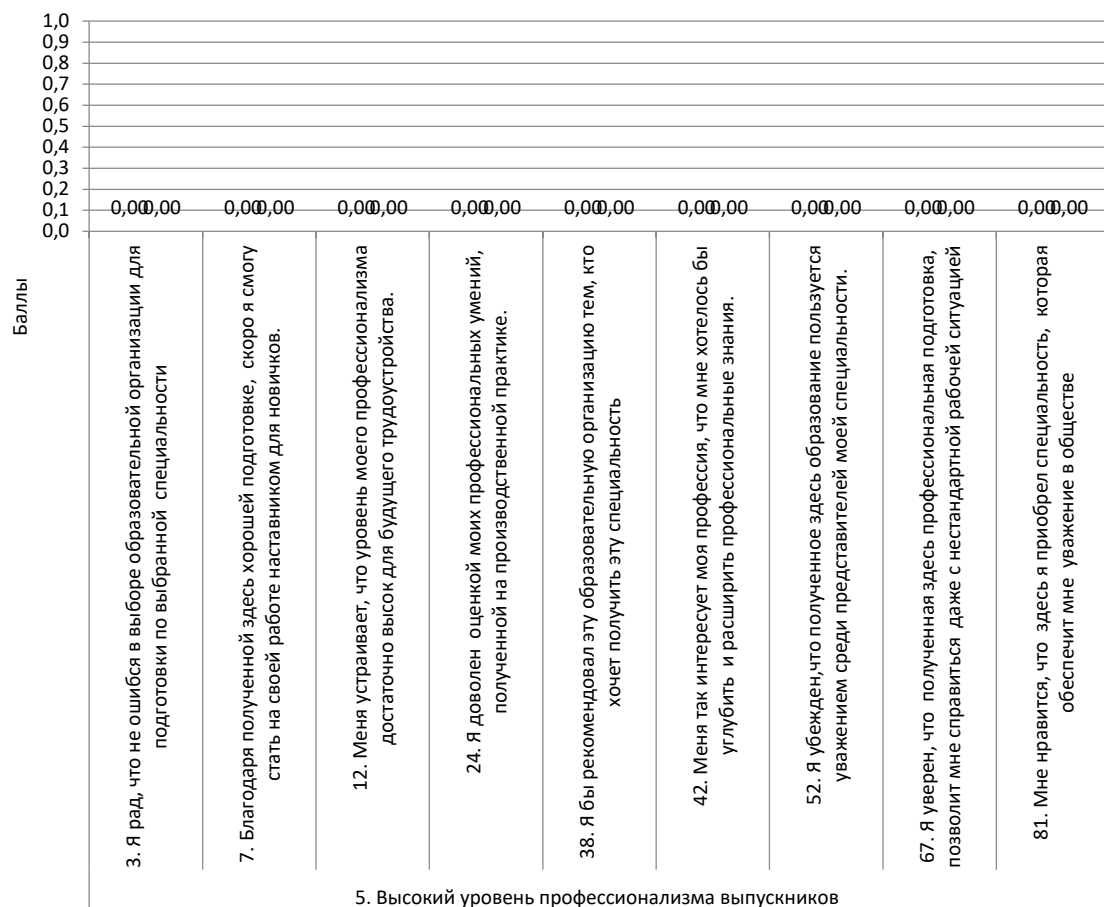 1,0
0,9
0,8
0,7
0,6
0,5
0,4
0,3
0,2
0,1
0,0
0,00 0,00 0,00 0,00 0,00 0,00 0,00 0,00 0,00 0,00 0,00 0,00 0,00 0,00 0,00 0,00 0,00 0,00
Баллы
3. Я рад, что не ошибся в выборе образовательной организации для
подготовки по выбранной специальности
7. Благодаря полученной здесь хорошей подготовке, скоро я смогу
стать на своей работе наставником для новичков.
12. Меня устраивает, что уровень моего профессионализма
достаточно высок для будущего трудоустройства.
24. Я доволен оценкой моих профессиональных умений,
полученной на производственной практике.
38. Я бы рекомендовал эту образовательную организацию тем, кто
хочет получить эту специальность
42. Меня так интересует моя профессия, что мне хотелось бы
углубить и расширить профессиональные знания.
52. Я убежден,что полученное здесь образование пользуется
уважением среди представителей моей специальности.
67. Я уверен, что полученная здесь профессиональная подготовка,
позволит мне справиться даже с нестандартной рабочей ситуацией
81. Мне нравится, что здесь я приобрел специальность, которая
обеспечит мне уважение в обществе
5. Высокий уровень профессионализма выпускников